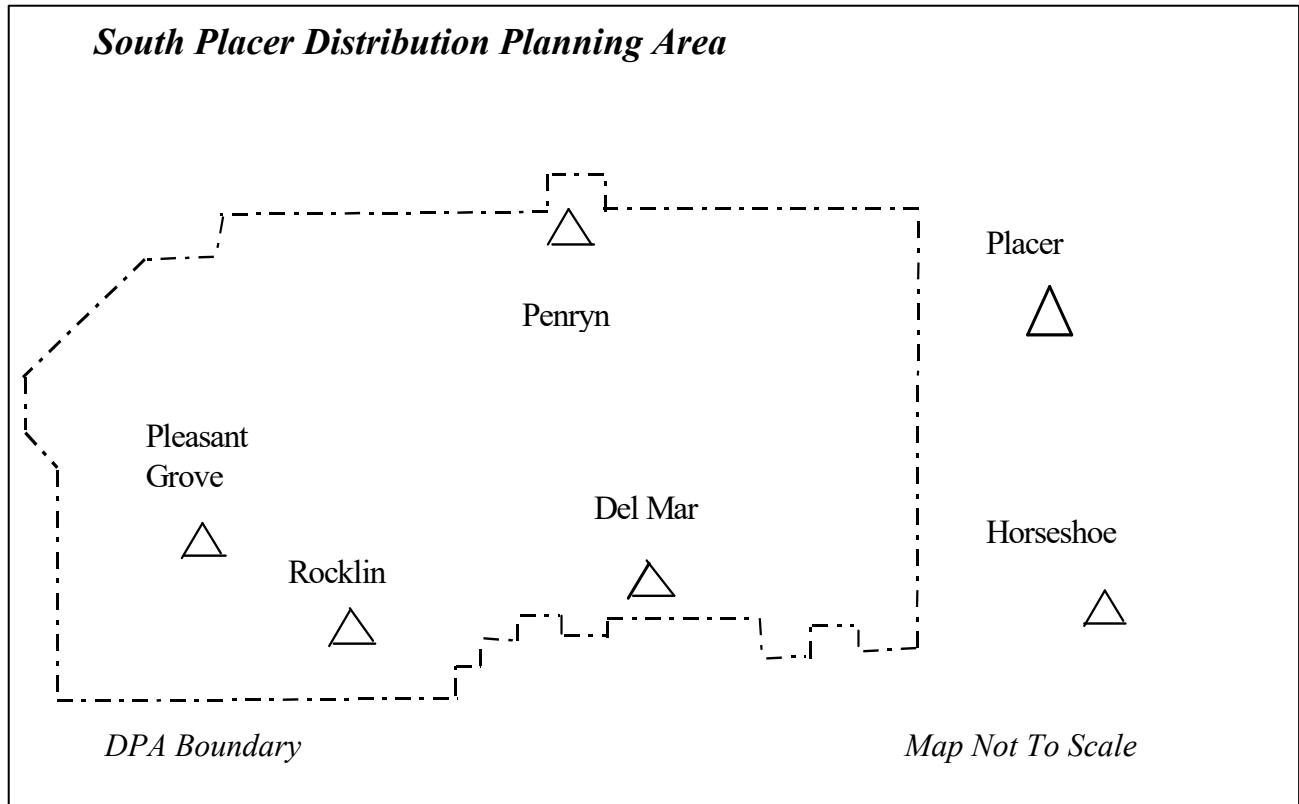 South Placer Distribution Planning Area
Placer
Penryn
Pleasant
Grove
Del Mar
Horseshoe
Rocklin
DPA Boundary
Map Not To Scale